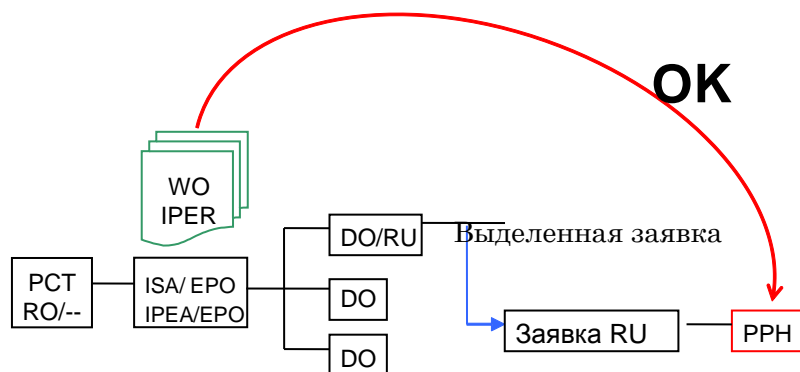 OK
WO
IPER
DO/RU
Выделенная заявка
PCT
RO/--
ISA/ EPO
IPEA/EPO
DO
Заявка RU
PPH
DO